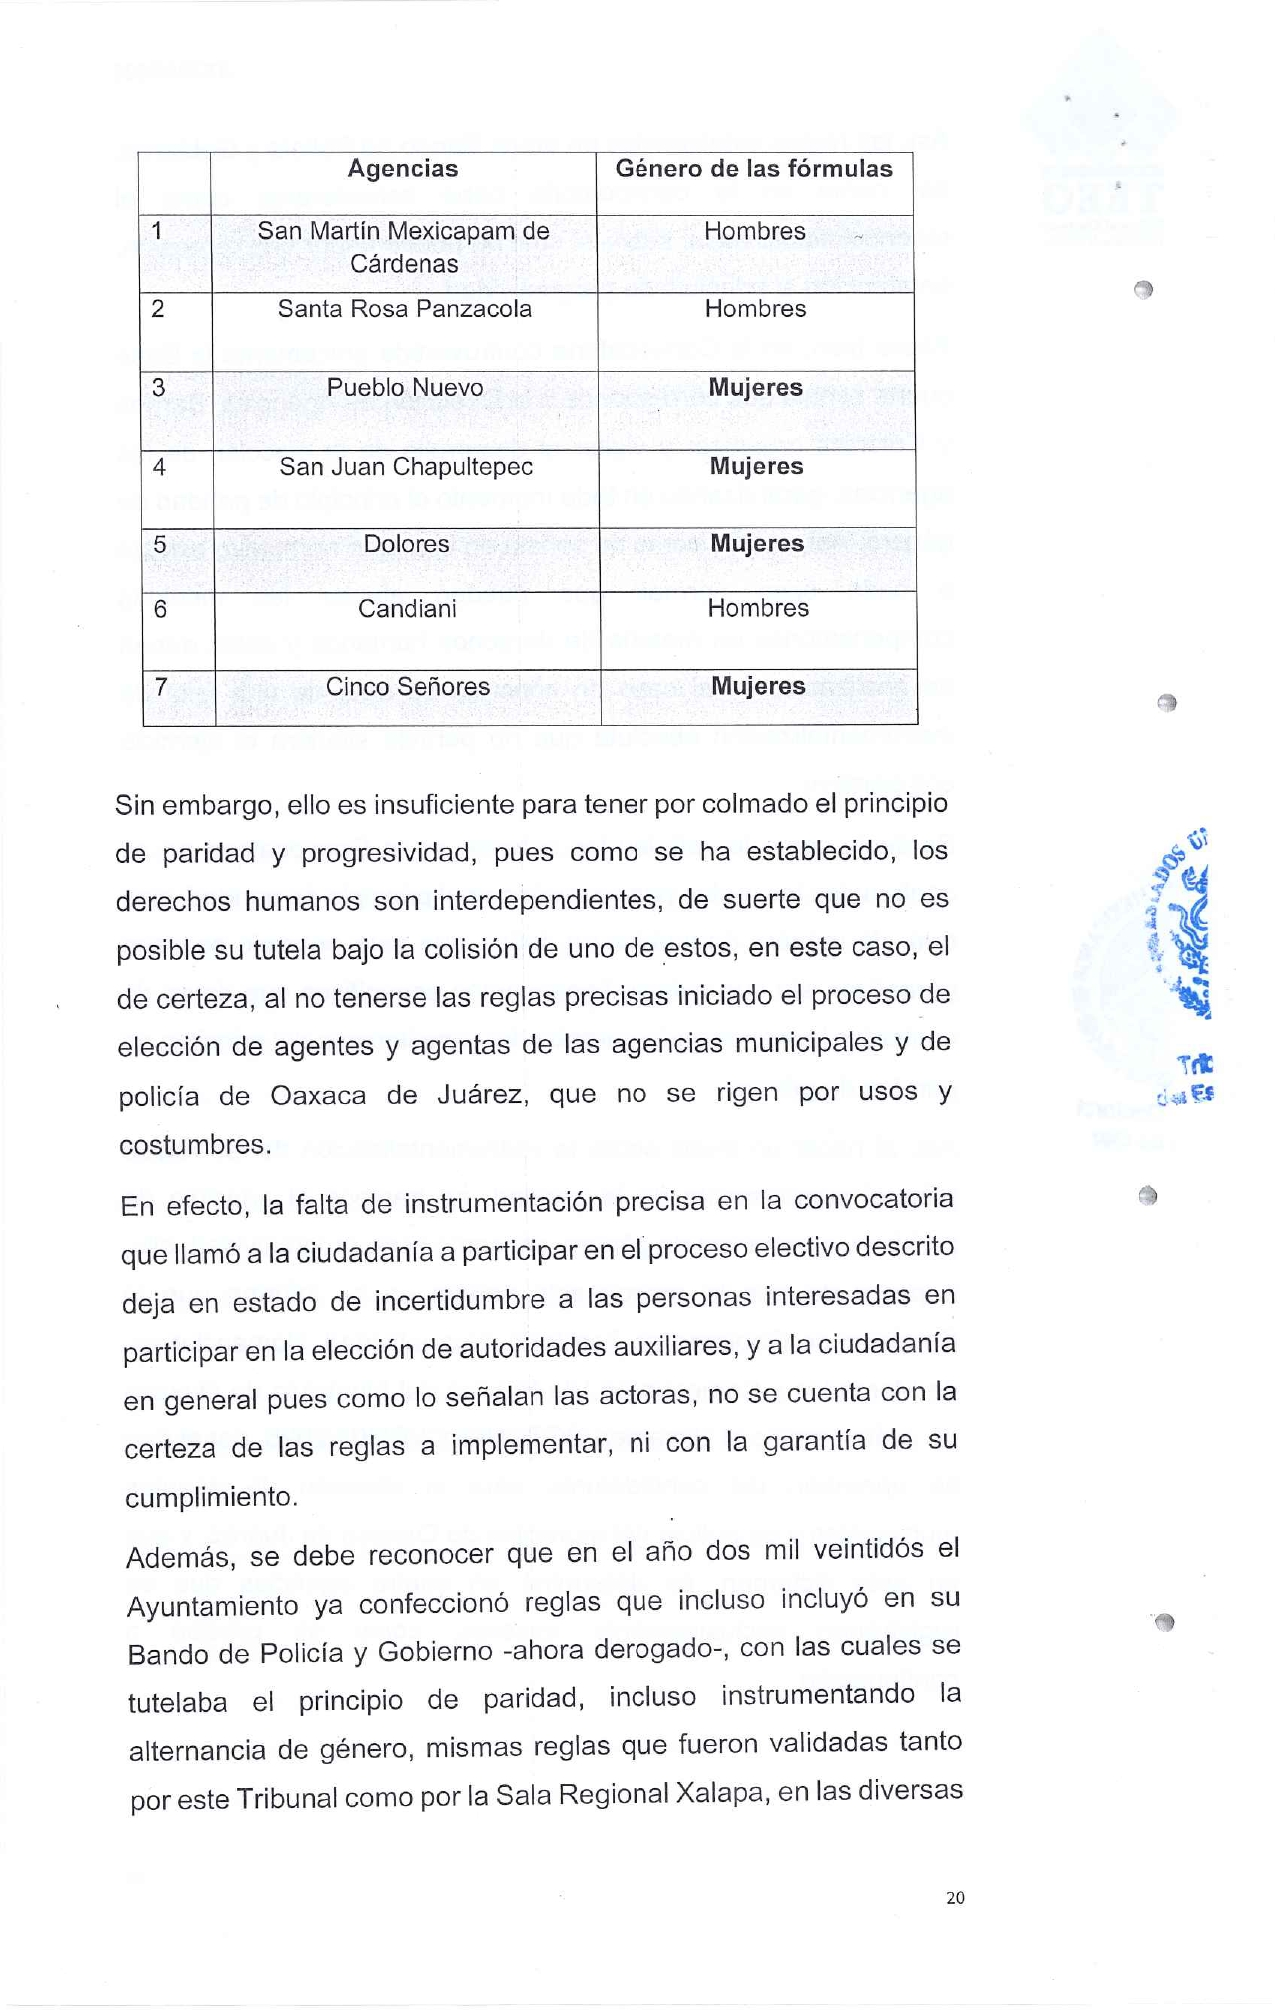 Agencias Género de las fórmulas
1 San Martín Mexicapam de Hombres
Cárdenas
2 Santa Rosa Panzacola Hombres
3 Pueblo Nuevo Mujeres
4 San Juan Chapultepec Mujeres
5 Dolores Mujeres
6 Candiani Hombres
7 Cinco Señores Mujeres
Sin embargo, ello es insuficiente para tener por colmado el principio
de paridad y progresividad, pues como se ha establecido, los
derechos humanos son interdependientes, de suerte que no es
posible su tutela bajo la colisión de uno de estos, en este caso, el
de certeza, al no tenerse las reglas precisas iniciado el proceso de
elección de agentes y agentas de las agencias municipales y de
policía de Oaxaca de Juárez, que no se rigen por usos y
costumbres.
En efecto, la falta de instrumentación precisa en la convocatoria
que llamó a la ciudadanía a participar en el proceso electivo descrito
deja en estado de incertidumbre a las personas interesadas en
participar en la elección de autoridades auxiliares, y a la ciudadanía
en general pues como lo señalan las actoras, no se cuenta con la
certeza de las reglas a implementar, ni con la garantía de su
cumplimiento.
Además, se debe reconocer que en el año dos mil veintidós el
Ayuntamiento ya confeccionó reglas que incluso incluyó en su
Bando de Policía y Gobierno -ahora derogado-, con las cuales se
tutelaba el principio de paridad, incluso instrumentando la
alternancia de género, mismas reglas que fueron validadas tanto
por este Tribunal como por la Sala Regional Xalapa, en las diversas
20